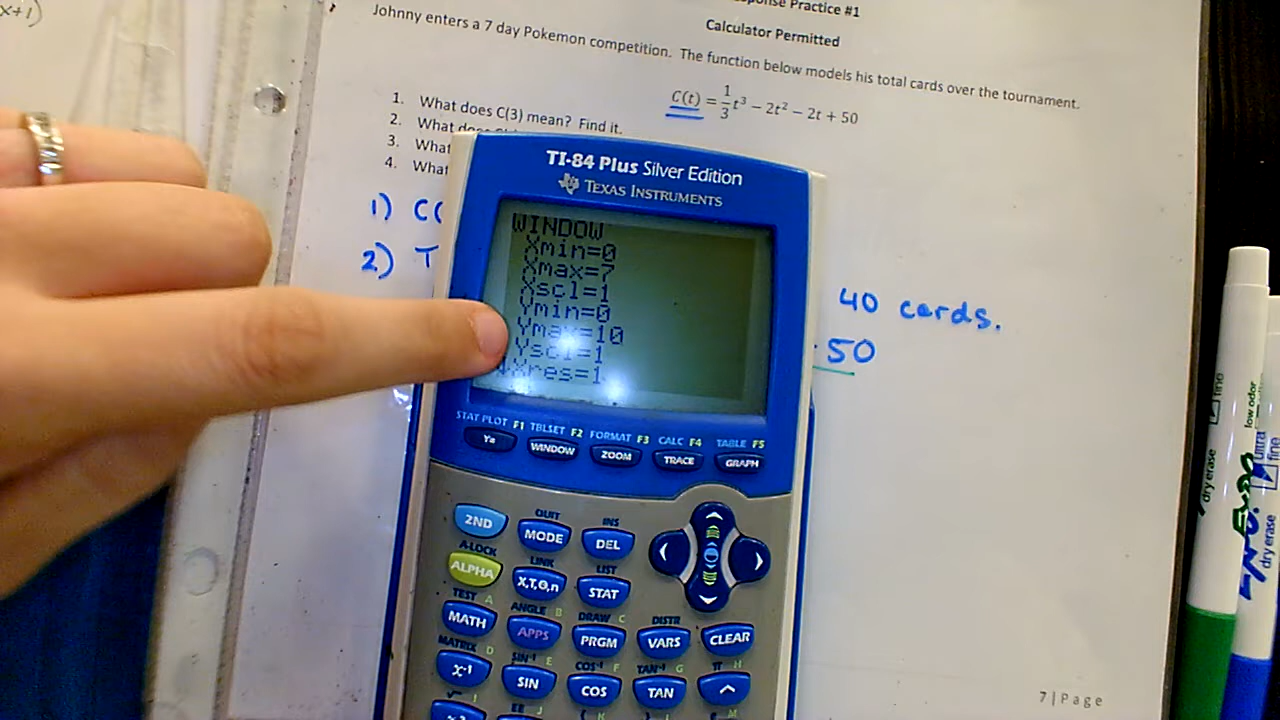 x+1)
Practice #1
Calculator Permitted
Johnny enters a 7 day Pokemon competition. The function below models his total cards over the tournament.
C(t) = 1/3 t³ − 2t² − 2t + 50
1. What does C(3) mean? Find it.
2. What
3. What
4. What
1) C(
2) T
40 cards.
50
TI-84 Plus Silver Edition
TEXAS INSTRUMENTS
WINDOW
Xmin=0
Xmax=7
Xscl=1
Ymin=0
Ymax=10
Yscl=1
Xres=1
STAT PLOT F1 TBLSET F2 FORMAT F3 CALC F4 TABLE F5
Y= WINDOW ZOOM TRACE GRAPH
QUIT INS
2ND MODE DEL
A-LOCK LINK LIST
ALPHA X,T,θ,n STAT
TEST A ANGLE B DRAW C DISTR
MATH APPS PRGM VARS CLEAR
MATRIX D SIN⁻¹ E COS⁻¹ F TAN⁻¹ G π H
x⁻¹ SIN COS TAN ^
EE
7 | Page
fine
low odor
dry erase
EXPO
Ultra
fine
dry erase